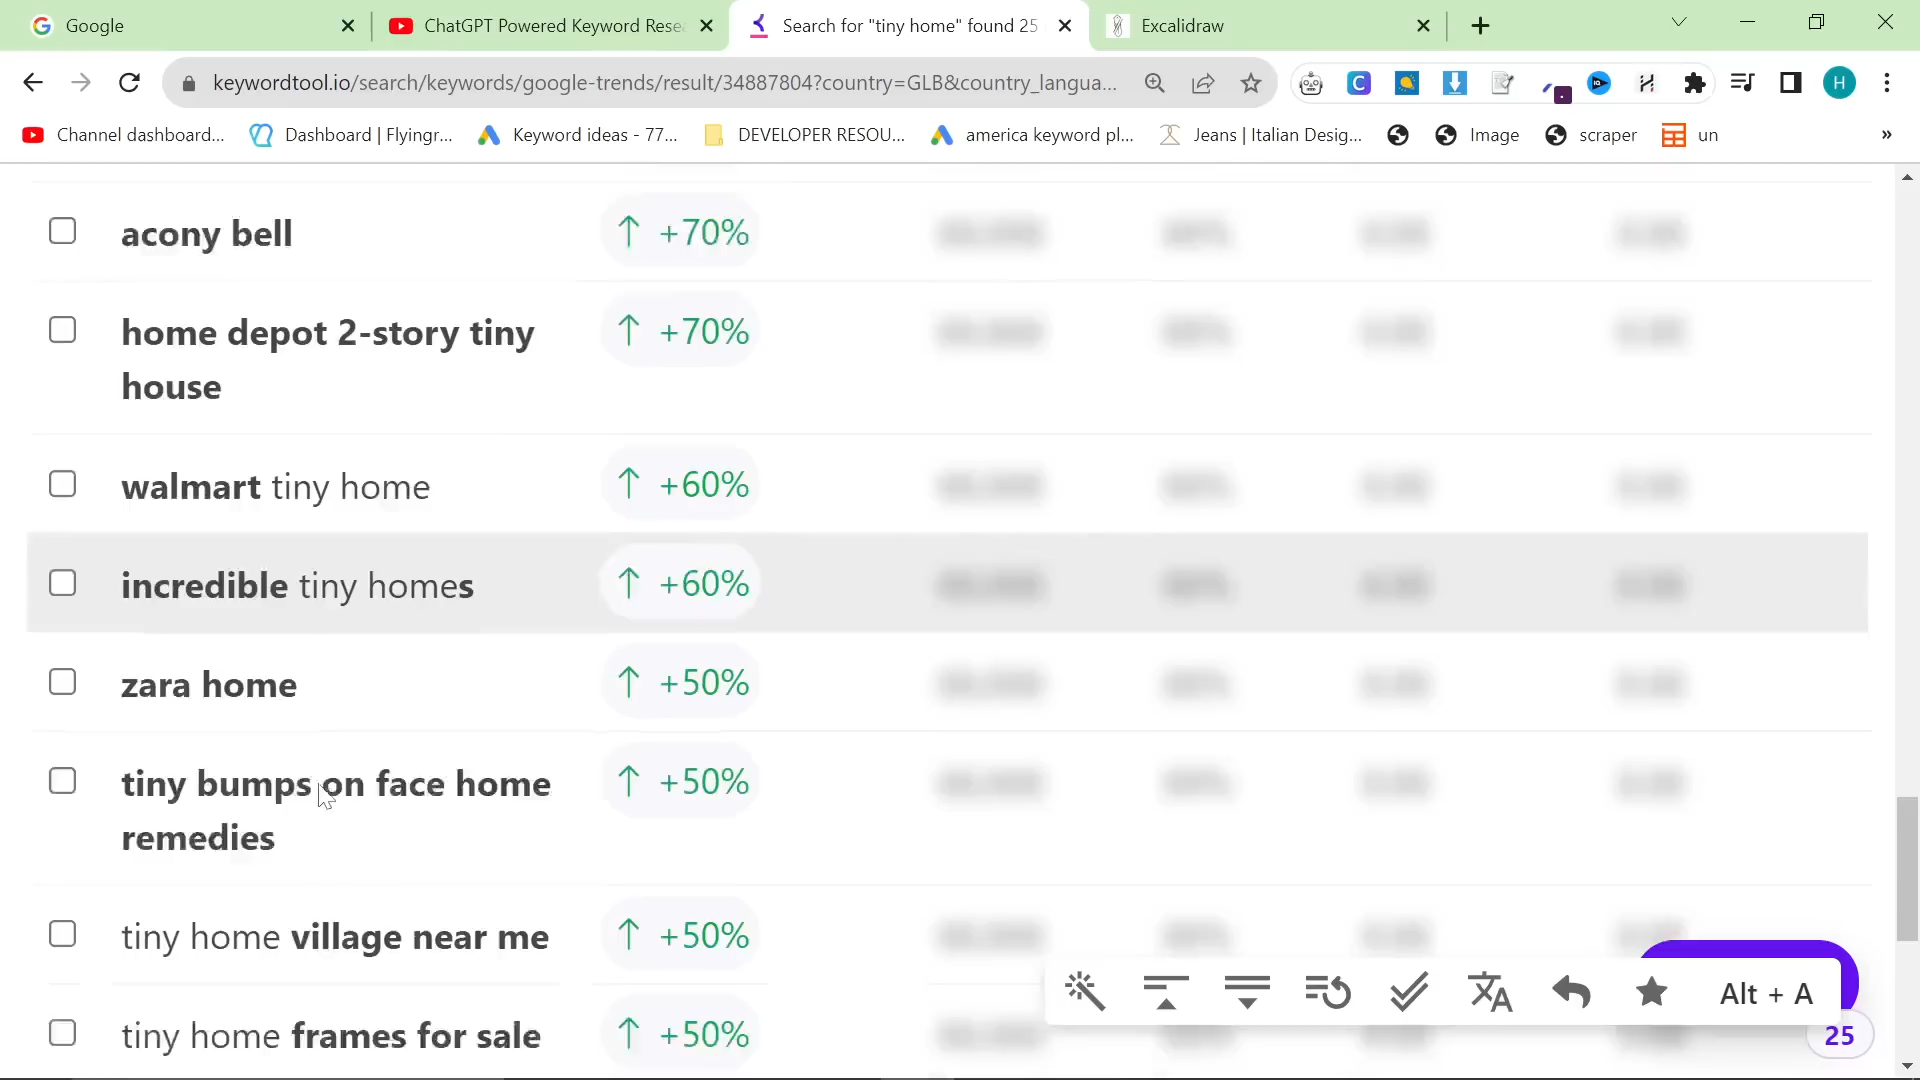 Google
ChatGPT Powered Keyword Rese
Search for "tiny home" found 25
Excalidraw
keywordtool.io/search/keywords/google-trends/result/34887804?country=GLB&country_langua...
H
Channel dashboard...
Dashboard | Flyingr...
Keyword ideas - 77...
DEVELOPER RESOU...
america keyword pl...
Jeans | Italian Desig...
Image
scraper
un
»
acony bell ↑ +70%
home depot 2-story tiny ↑ +70%
house
walmart tiny home ↑ +60%
incredible tiny homes ↑ +60%
zara home ↑ +50%
tiny bumps on face home ↑ +50%
remedies
tiny home village near me ↑ +50%
Alt + A
tiny home frames for sale ↑ +50%
25